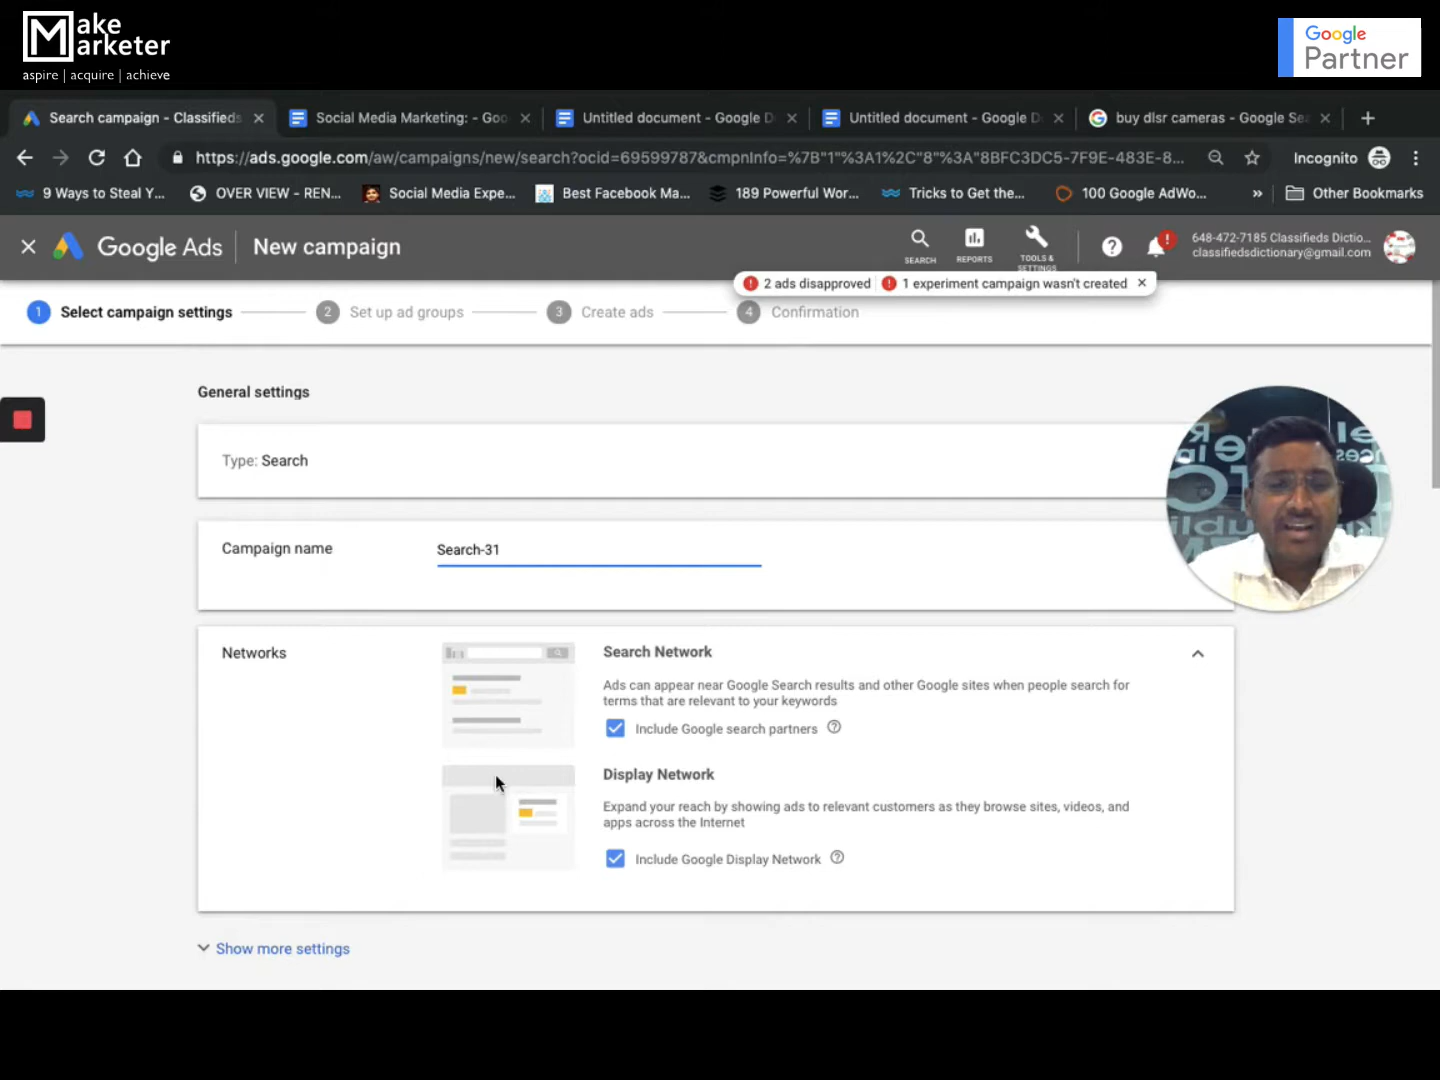 Make
Marketer
aspire | acquire | achieve
Google
Partner
Search campaign - Classifieds
Social Media Marketing: - Goo
Untitled document - Google D
Untitled document - Google D
buy dlsr cameras - Google Sea
https://ads.google.com/aw/campaigns/new/search?ocid=69599787&cmpnInfo=%7B"1"%3A1%2C"8"%3A"8BFC3DC5-7F9E-483E-8...
Incognito
9 Ways to Steal Y...
OVER VIEW - REN...
Social Media Expe...
Best Facebook Ma...
189 Powerful Wor...
Tricks to Get the...
100 Google AdWo...
»
Other Bookmarks
Google Ads
New campaign
SEARCH
REPORTS
TOOLS &
SETTINGS
648-472-7185 Classifieds Dictio...
classifiedsdictionary@gmail.com
2 ads disapproved
1 experiment campaign wasn't created
1 Select campaign settings
2 Set up ad groups
3 Create ads
4 Confirmation
General settings
Type: Search
Campaign name
Search-31
Networks
Search Network
Ads can appear near Google Search results and other Google sites when people search for
terms that are relevant to your keywords
Include Google search partners
Display Network
Expand your reach by showing ads to relevant customers as they browse sites, videos, and
apps across the Internet
Include Google Display Network
Show more settings